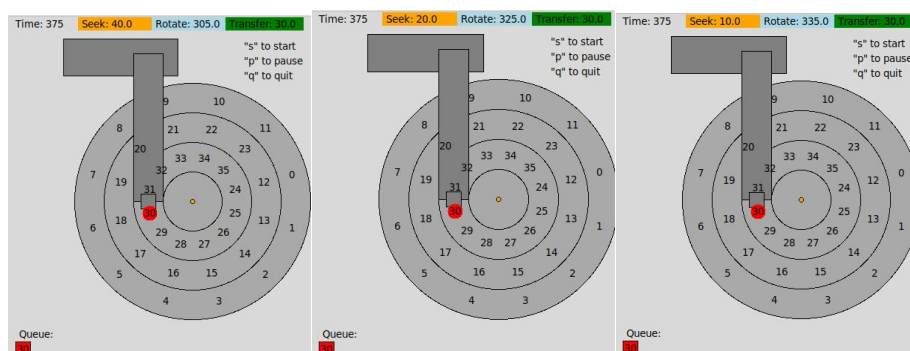 Time: 375 Seek: 40.0 Rotate: 305.0 Transfer: 30.0
"s" to start
"p" to pause
"q" to quit
9 10
8 21 22 11
20 23
33 34
7 19 32 35 12 0
31 24
30 25
6 18 29 26 13 1
28 27
17 14
5 16 15 2
4 3
Queue:
30
Time: 375 Seek: 20.0 Rotate: 325.0 Transfer: 30.0
"s" to start
"p" to pause
"q" to quit
9 10
8 21 22 11
20 23
33 34
7 19 32 35 12 0
31 24
30 25
6 18 29 26 13 1
28 27
17 14
5 16 15 2
4 3
Queue:
30
Time: 375 Seek: 10.0 Rotate: 335.0 Transfer: 30.0
"s" to start
"p" to pause
"q" to quit
9 10
8 21 22 11
20 23
33 34
7 19 32 35 12 0
31 24
30 25
6 18 29 26 13 1
28 27
17 14
5 16 15 2
4 3
Queue:
30